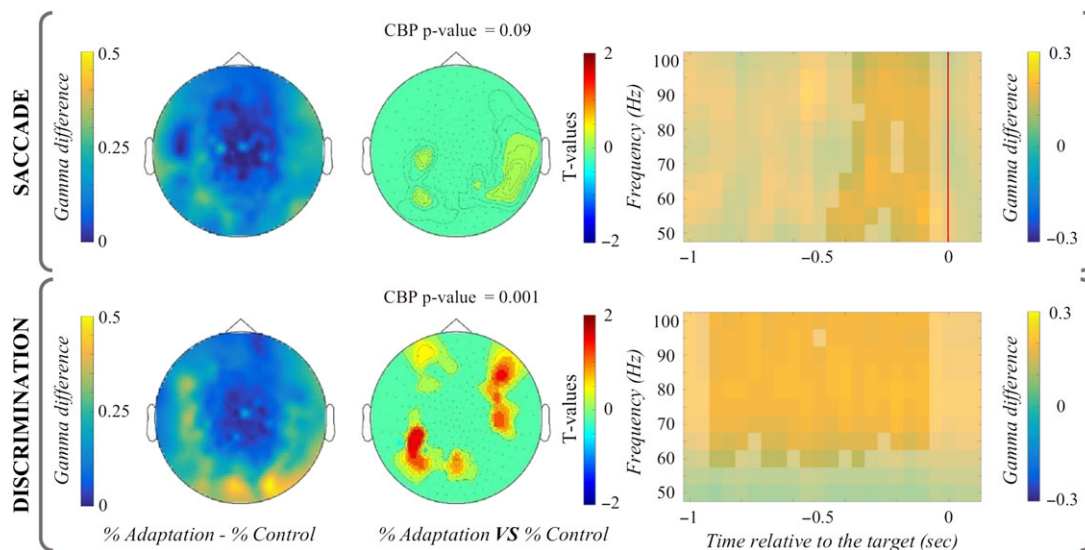 CBP p-value = 0.09
SACCADE
Gamma difference
0.5
0.25
0
T-values
2
0
−2
Frequency (Hz)
100
90
80
70
60
50
−1
−0.5
0
Gamma difference
0.3
0
−0.3
CBP p-value = 0.001
DISCRIMINATION
Gamma difference
0.5
0.25
0
T-values
2
0
−2
Frequency (Hz)
100
90
80
70
60
50
−1
−0.5
0
Gamma difference
0.3
0
−0.3
% Adaptation - % Control
% Adaptation VS % Control
Time relative to the target (sec)